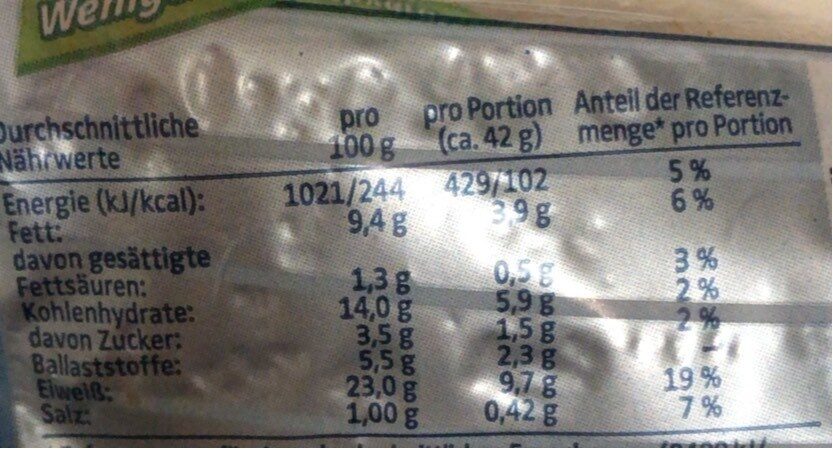 Durchschnittliche pro pro Portion Anteil der Referenz-
Nährwerte 100 g (ca. 42 g) menge* pro Portion
Energie (kJ/kcal): 1021/244 429/102 5 %
Fett: 9,4 g 3,9 g 6 %
davon gesättigte
Fettsäuren: 1,3 g 0,5 g 3 %
Kohlenhydrate: 14,0 g 5,9 g 2 %
davon Zucker: 3,5 g 1,5 g 2 %
Ballaststoffe: 5,5 g 2,3 g –
Eiweiß: 23,0 g 9,7 g 19 %
Salz: 1,00 g 0,42 g 7 %